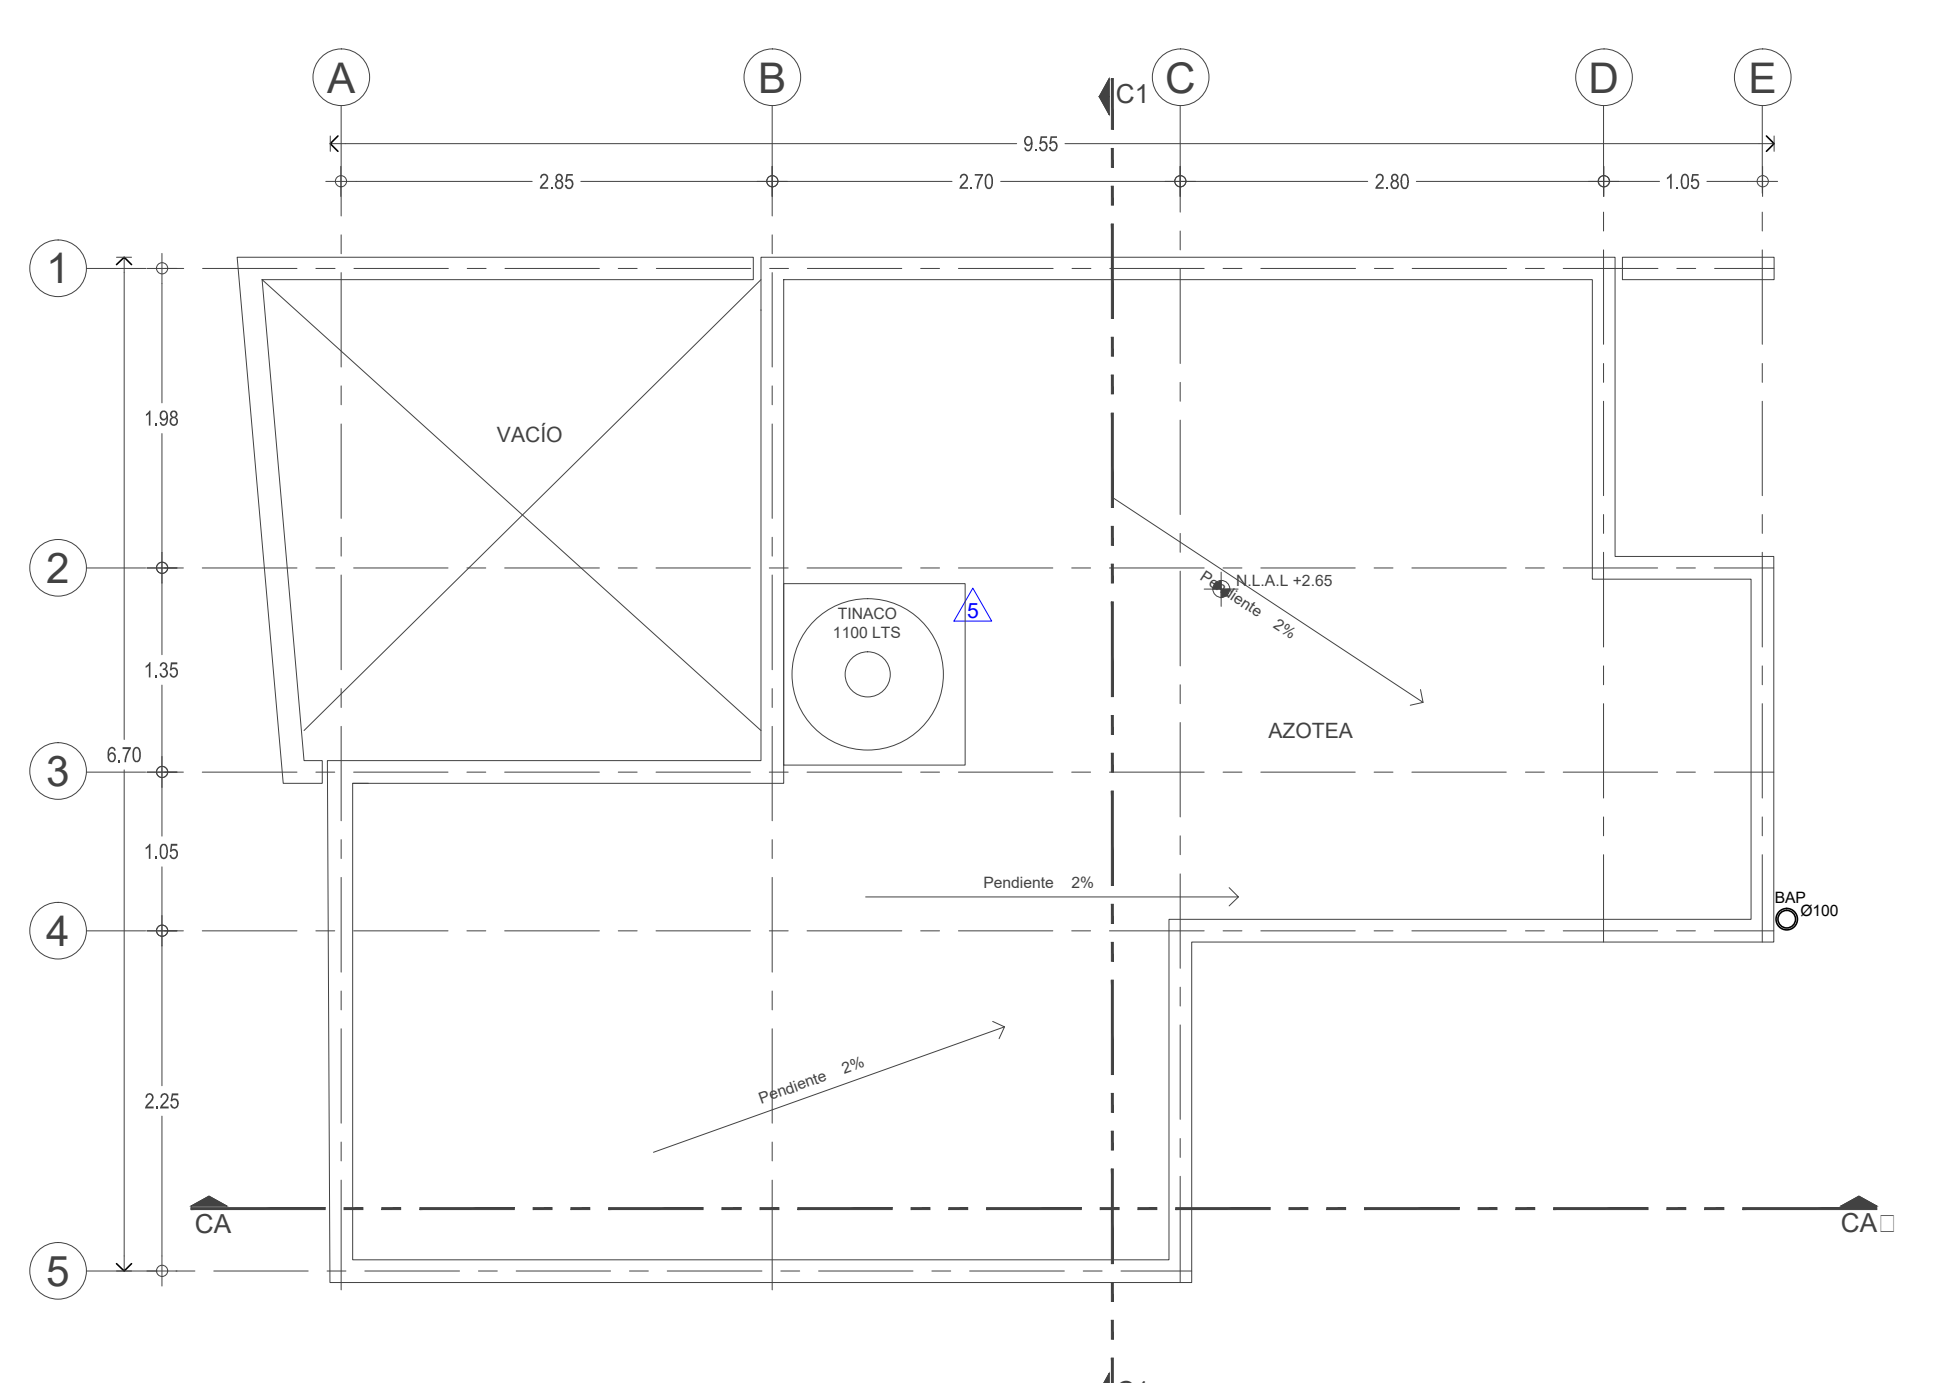 A
B
C
D
E
C1
9.55
2.85
2.70
2.80
1.05
1
1.98
VACÍO
2
N.L.A.L +2.65
Pendiente 2%
TINACO
1100 LTS
5
1.35
AZOTEA
6.70
3
1.05
Pendiente 2%
BAP
Ø100
4
Pendiente 2%
2.25
CA
CA□
5